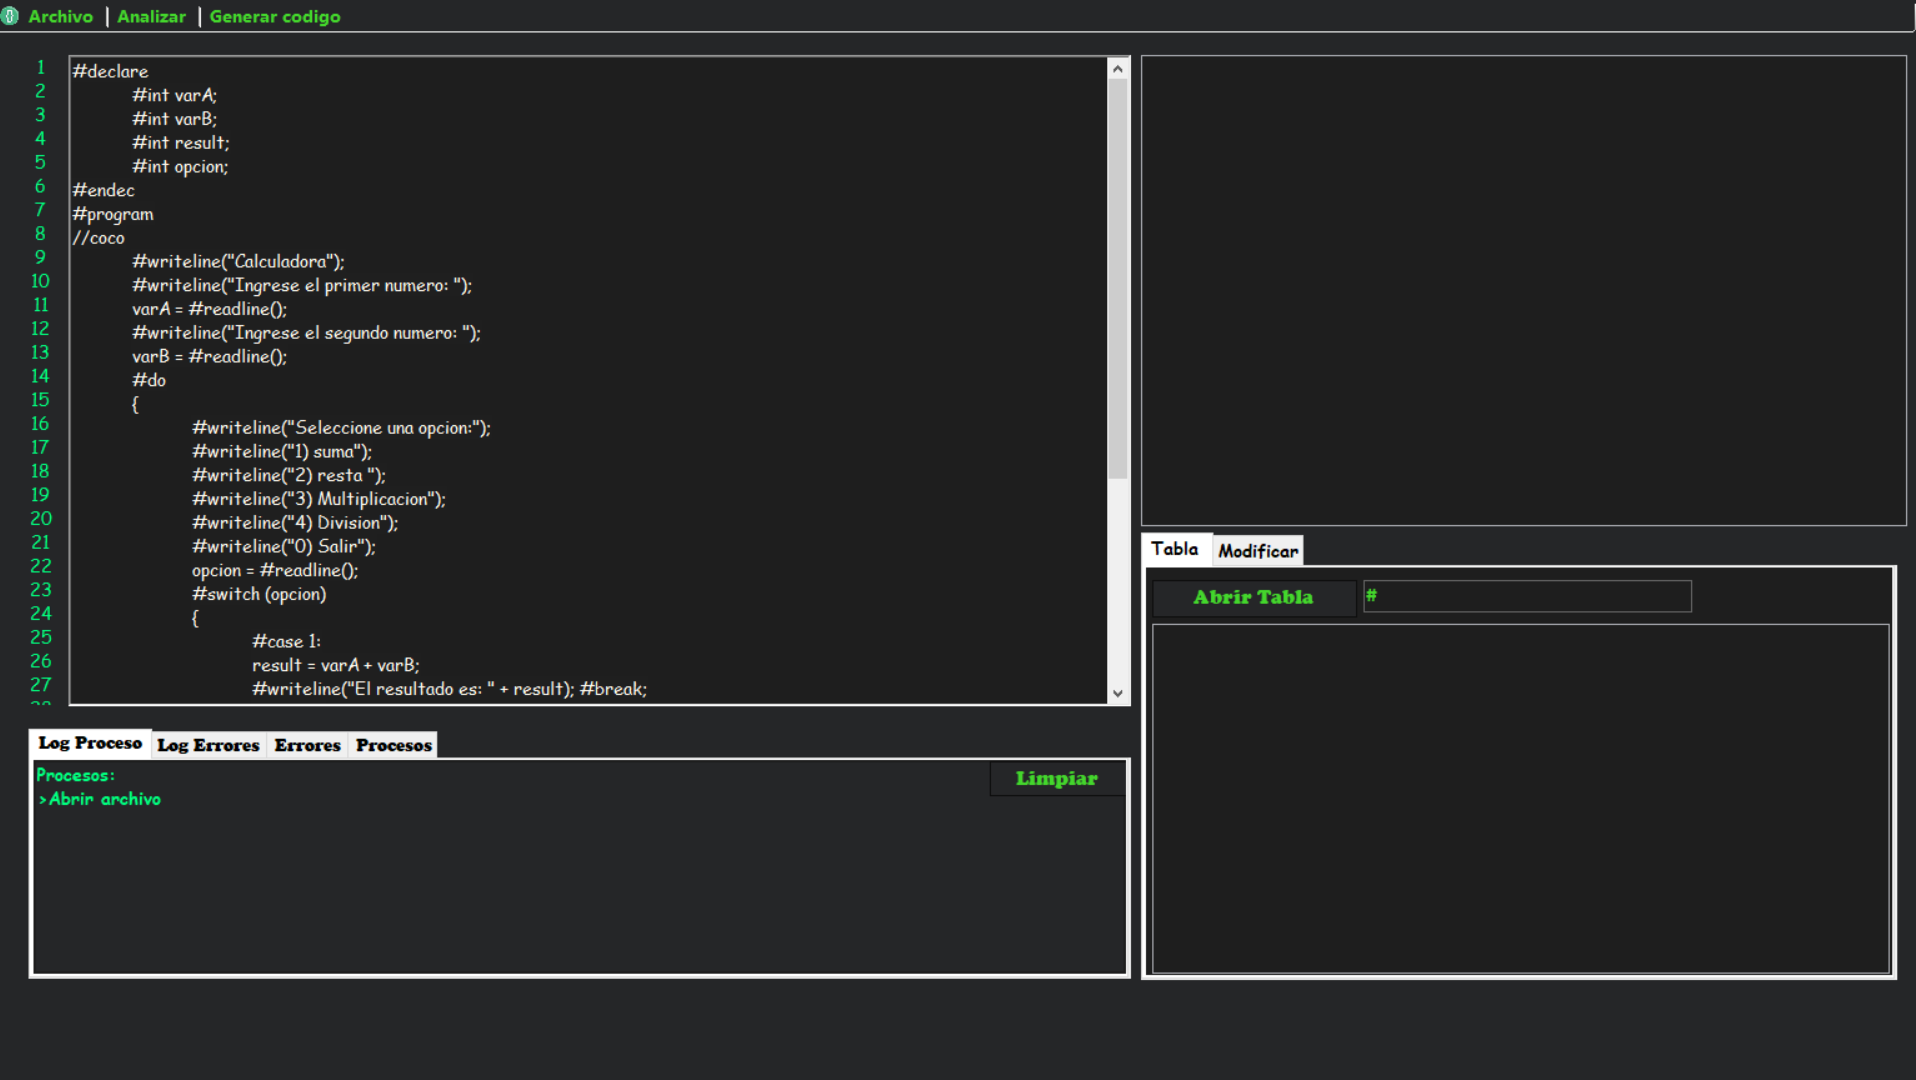 Archivo | Analizar | Generar codigo
1 #declare
2 #int varA;
3 #int varB;
4 #int result;
5 #int opcion;
6 #endec
7 #program
8 //coco
9 #writeline("Calculadora");
10 #writeline("Ingrese el primer numero: ");
11 varA = #readline();
12 #writeline("Ingrese el segundo numero: ");
13 varB = #readline();
14 #do
15 {
16 #writeline("Seleccione una opcion:");
17 #writeline("1) suma");
18 #writeline("2) resta ");
19 #writeline("3) Multiplicacion");
20 #writeline("4) Division");
21 #writeline("0) Salir");
22 opcion = #readline();
23 #switch (opcion)
24 {
25 #case 1:
26 result = varA + varB;
27 #writeline("El resultado es: " + result); #break;
Tabla Modificar
Abrir Tabla #
Log Proceso Log Errores Errores Procesos
Procesos:
>Abrir archivo
Limpiar